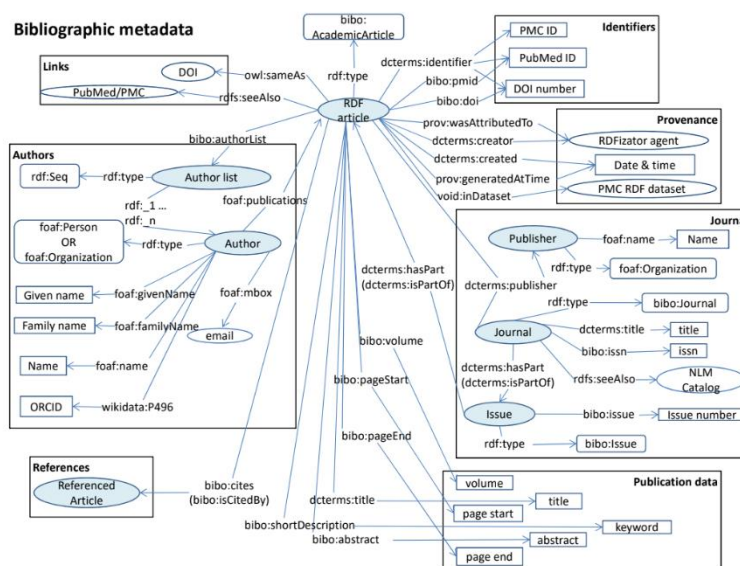 Bibliographic metadata
bibo:
AcademicArticle
rdf:type
Links
DOI
PubMed/PMC
owl:sameAs
rdfs:seeAlso
RDF
article
Identifiers
PMC ID
PubMed ID
DOI number
dcterms:identifier
bibo:pmid
bibo:doi
Provenance
prov:wasAttributedTo
dcterms:creator
dcterms:created
prov:generatedAtTime
void:inDataset
RDFizator agent
Date & time
PMC RDF dataset
bibo:authorList
Authors
rdf:Seq
rdf:type
Author list
foaf:publications
rdf:_1 ...
rdf:_n
foaf:Person
OR
foaf:Organization
rdf:type
Author
Given name
foaf:givenName
foaf:mbox
Family name
foaf:familyName
email
Name
foaf:name
ORCID
wikidata:P496
Journal
Publisher
foaf:name
Name
rdf:type
foaf:Organization
dcterms:hasPart
(dcterms:isPartOf)
dcterms:publisher
rdf:type
bibo:Journal
Journal
dcterms:title
title
bibo:issn
issn
rdfs:seeAlso
NLM
Catalog
dcterms:hasPart
(dcterms:isPartOf)
Issue
bibo:issue
Issue number
rdf:type
bibo:Issue
bibo:volume
bibo:pageStart
bibo:pageEnd
References
Referenced
Article
bibo:cites
(bibo:isCitedBy)
Publication data
volume
dcterms:title
title
page start
bibo:shortDescription
keyword
bibo:abstract
abstract
page end